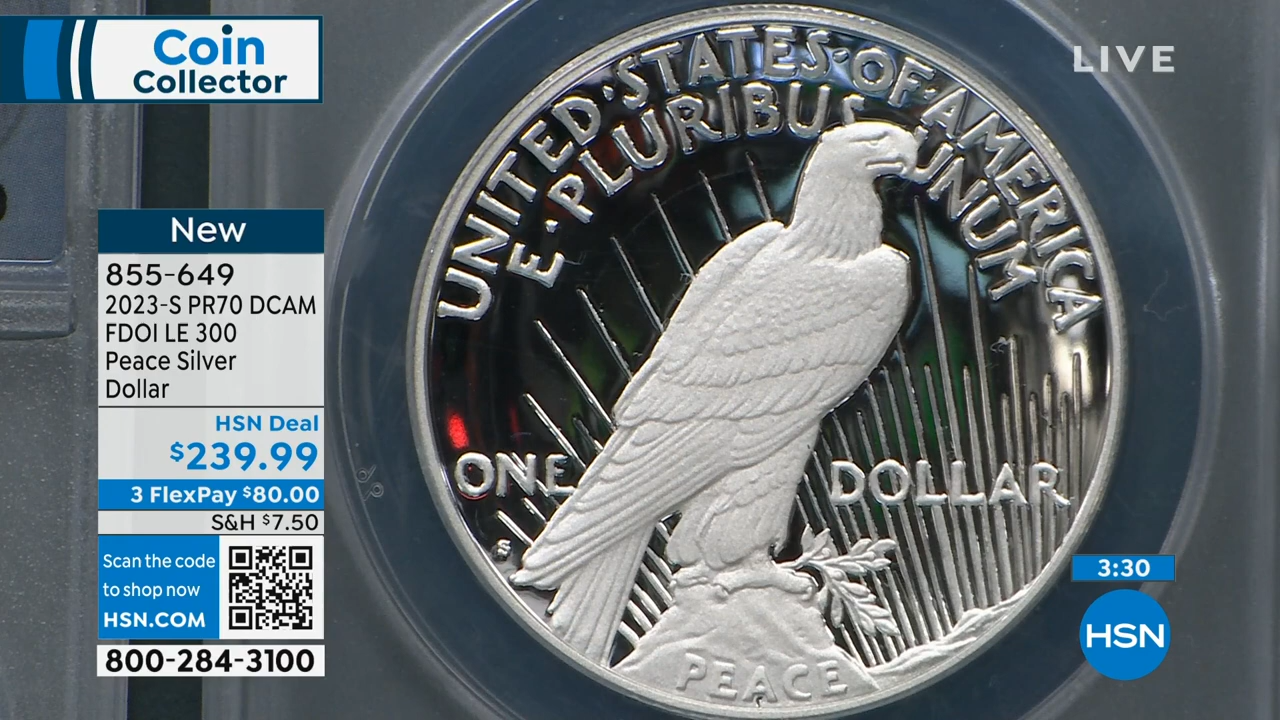 Coin
Collector
LIVE
New
855-649
2023-S PR70 DCAM
FDOI LE 300
Peace Silver
Dollar
HSN Deal
$239.99
3 FlexPay $80.00
S&H $7.50
Scan the code
to shop now
HSN.COM
800-284-3100
UNITED·STATES·OF·AMERICA
E·PLURIBUS UNUM
ONE DOLLAR
S
PEACE
3:30
HSN